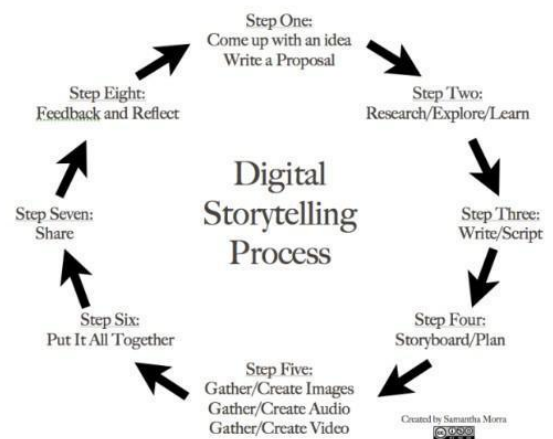 Step One:
Come up with an idea
Write a Proposal
Step Two:
Research/Explore/Learn
Step Three:
Write/Script
Step Four:
Storyboard/Plan
Step Five:
Gather/Create Images
Gather/Create Audio
Gather/Create Video
Step Six:
Put It All Together
Step Seven:
Share
Step Eight:
Feedback and Reflect
Digital
Storytelling
Process
Created by Samantha Morra